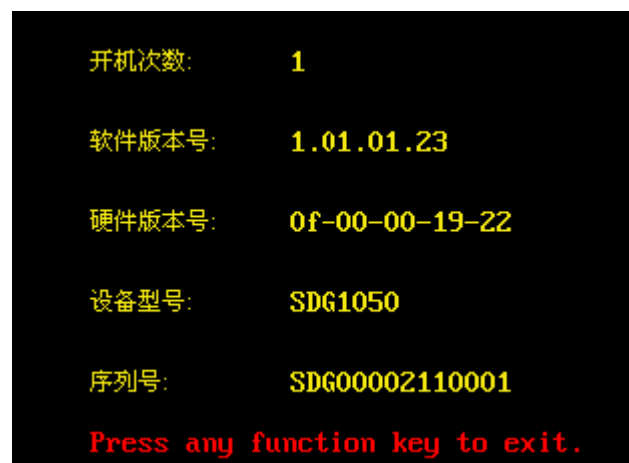 开机次数: 1
软件版本号: 1.01.01.23
硬件版本号: 0f-00-00-19-22
设备型号: SDG1050
序列号: SDG00002110001
Press any function key to exit.